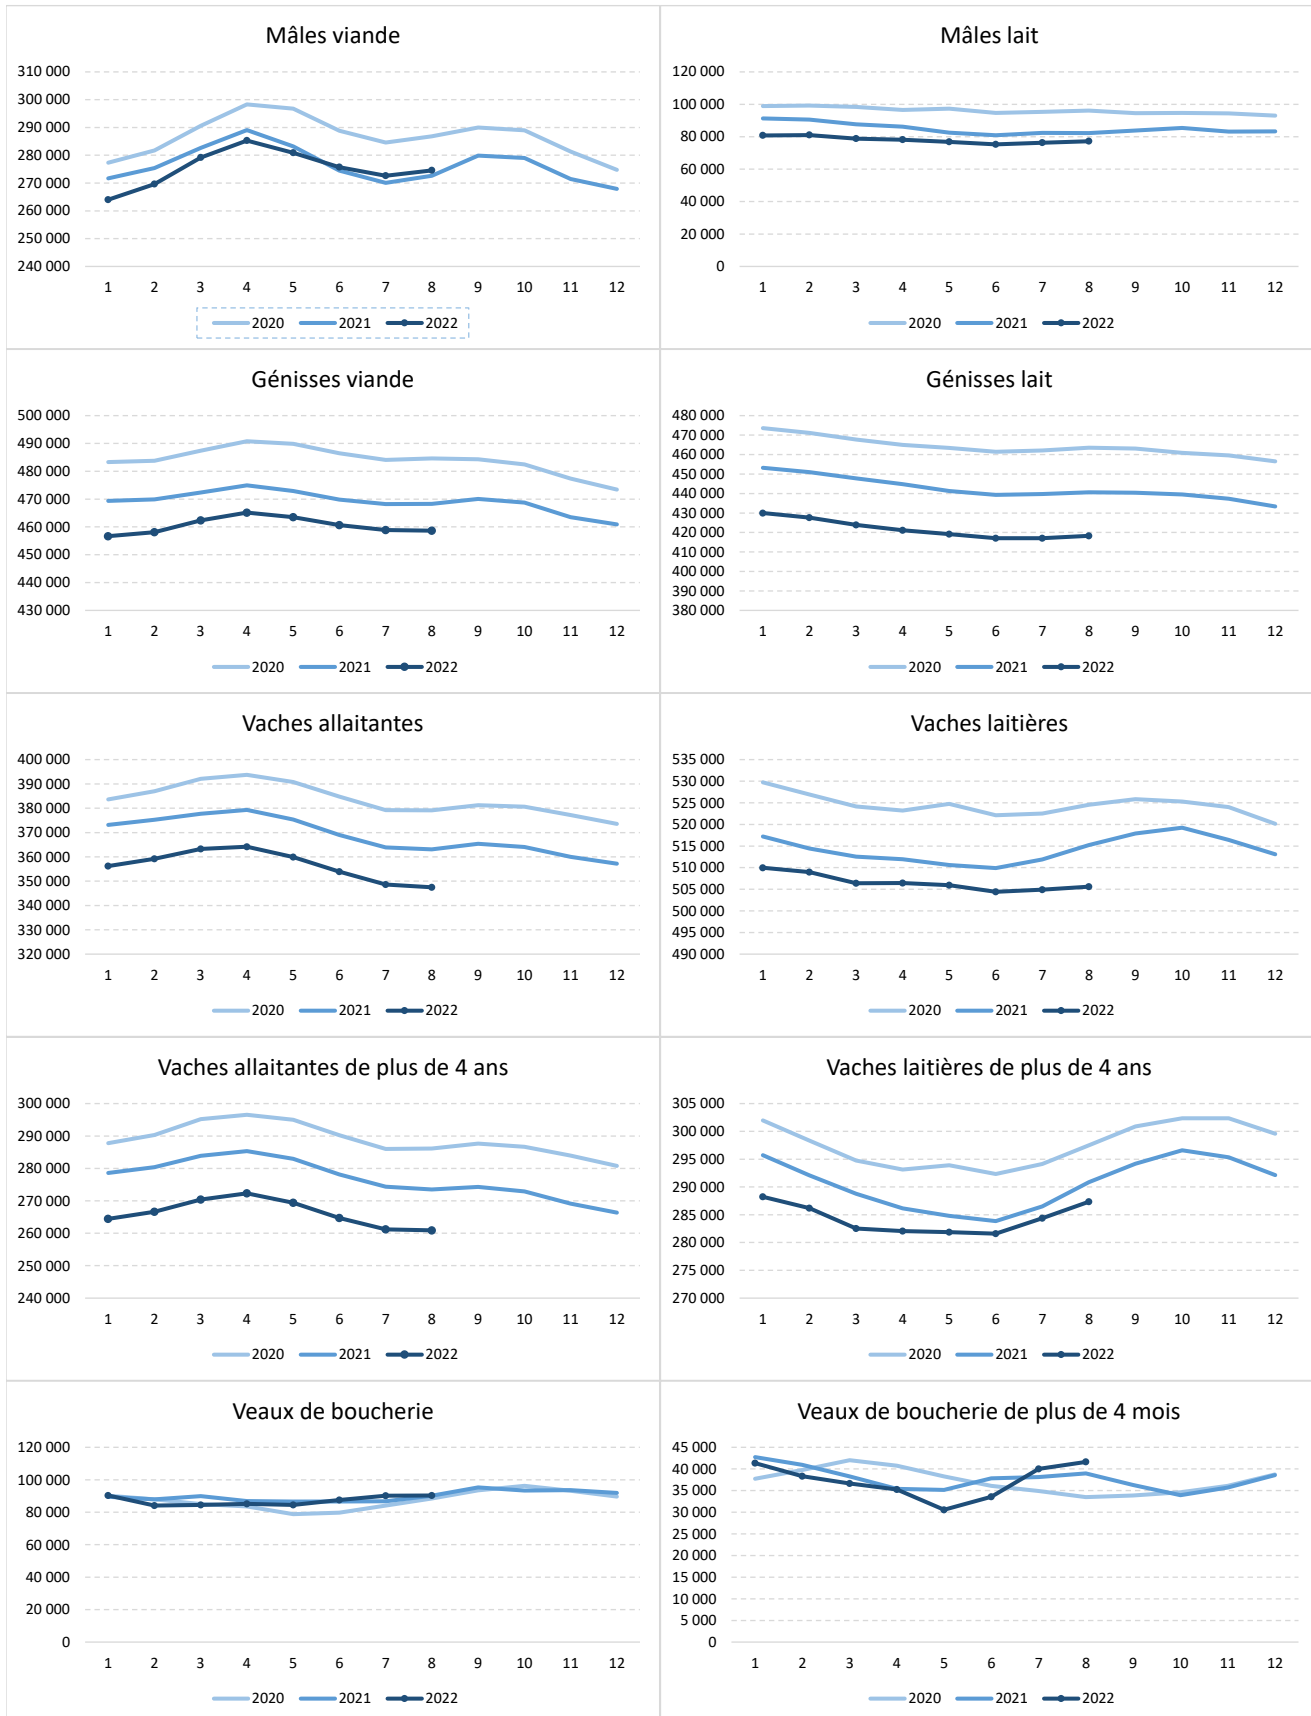 Mâles viande
310 000
300 000
290 000
280 000
270 000
260 000
250 000
240 000
1 2 3 4 5 6 7 8 9 10 11 12
2020 2021 2022
Mâles lait
120 000
100 000
80 000
60 000
40 000
20 000
0
1 2 3 4 5 6 7 8 9 10 11 12
2020 2021 2022
Génisses viande
500 000
490 000
480 000
470 000
460 000
450 000
440 000
430 000
1 2 3 4 5 6 7 8 9 10 11 12
2020 2021 2022
Génisses lait
480 000
470 000
460 000
450 000
440 000
430 000
420 000
410 000
400 000
390 000
380 000
1 2 3 4 5 6 7 8 9 10 11 12
2020 2021 2022
Vaches allaitantes
400 000
390 000
380 000
370 000
360 000
350 000
340 000
330 000
320 000
1 2 3 4 5 6 7 8 9 10 11 12
2020 2021 2022
Vaches laitières
535 000
530 000
525 000
520 000
515 000
510 000
505 000
500 000
495 000
490 000
1 2 3 4 5 6 7 8 9 10 11 12
2020 2021 2022
Vaches allaitantes de plus de 4 ans
300 000
290 000
280 000
270 000
260 000
250 000
240 000
1 2 3 4 5 6 7 8 9 10 11 12
2020 2021 2022
Vaches laitières de plus de 4 ans
305 000
300 000
295 000
290 000
285 000
280 000
275 000
270 000
1 2 3 4 5 6 7 8 9 10 11 12
2020 2021 2022
Veaux de boucherie
120 000
100 000
80 000
60 000
40 000
20 000
0
1 2 3 4 5 6 7 8 9 10 11 12
2020 2021 2022
Veaux de boucherie de plus de 4 mois
45 000
40 000
35 000
30 000
25 000
20 000
15 000
10 000
5 000
0
1 2 3 4 5 6 7 8 9 10 11 12
2020 2021 2022